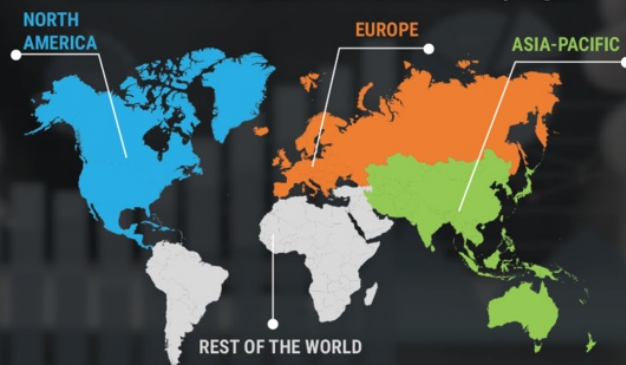 NORTH
AMERICA
EUROPE
ASIA-PACIFIC
REST OF THE WORLD